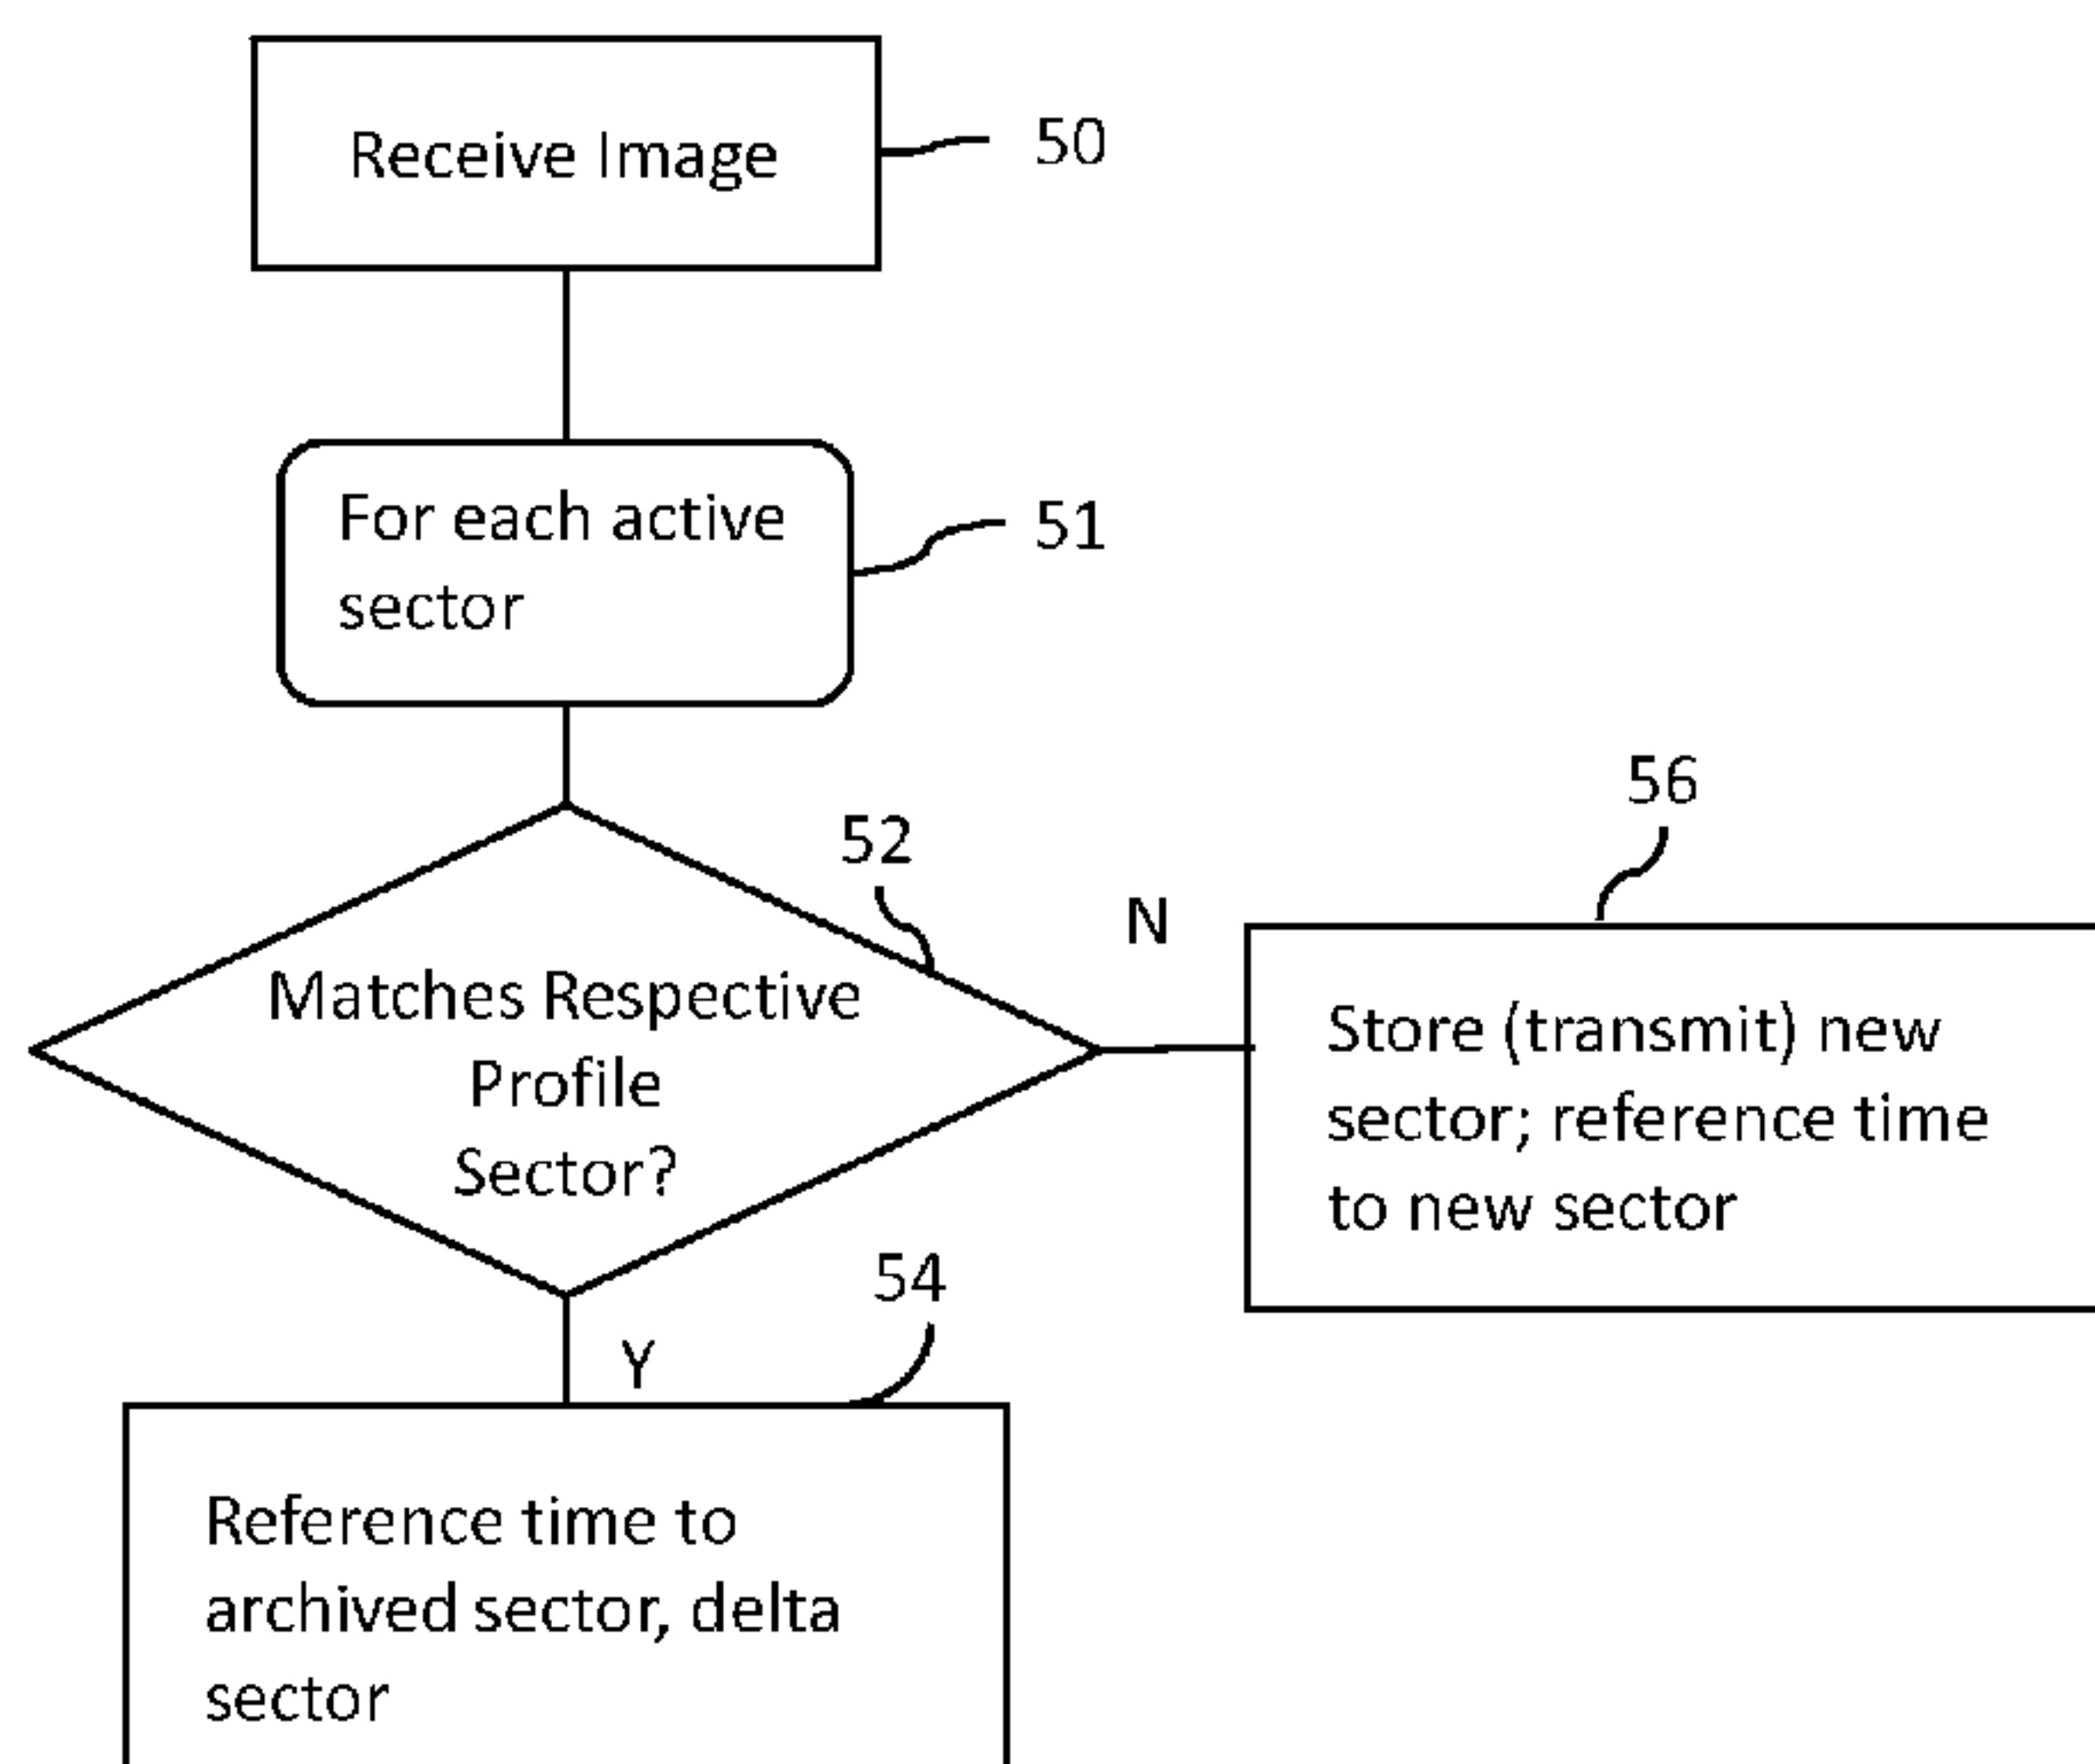 Receive Image
50
For each active
sector
51
52
Matches Respective
Profile
Sector?
N
56
Store (transmit) new
sector; reference time
to new sector
Y
54
Reference time to
archived sector, delta
sector